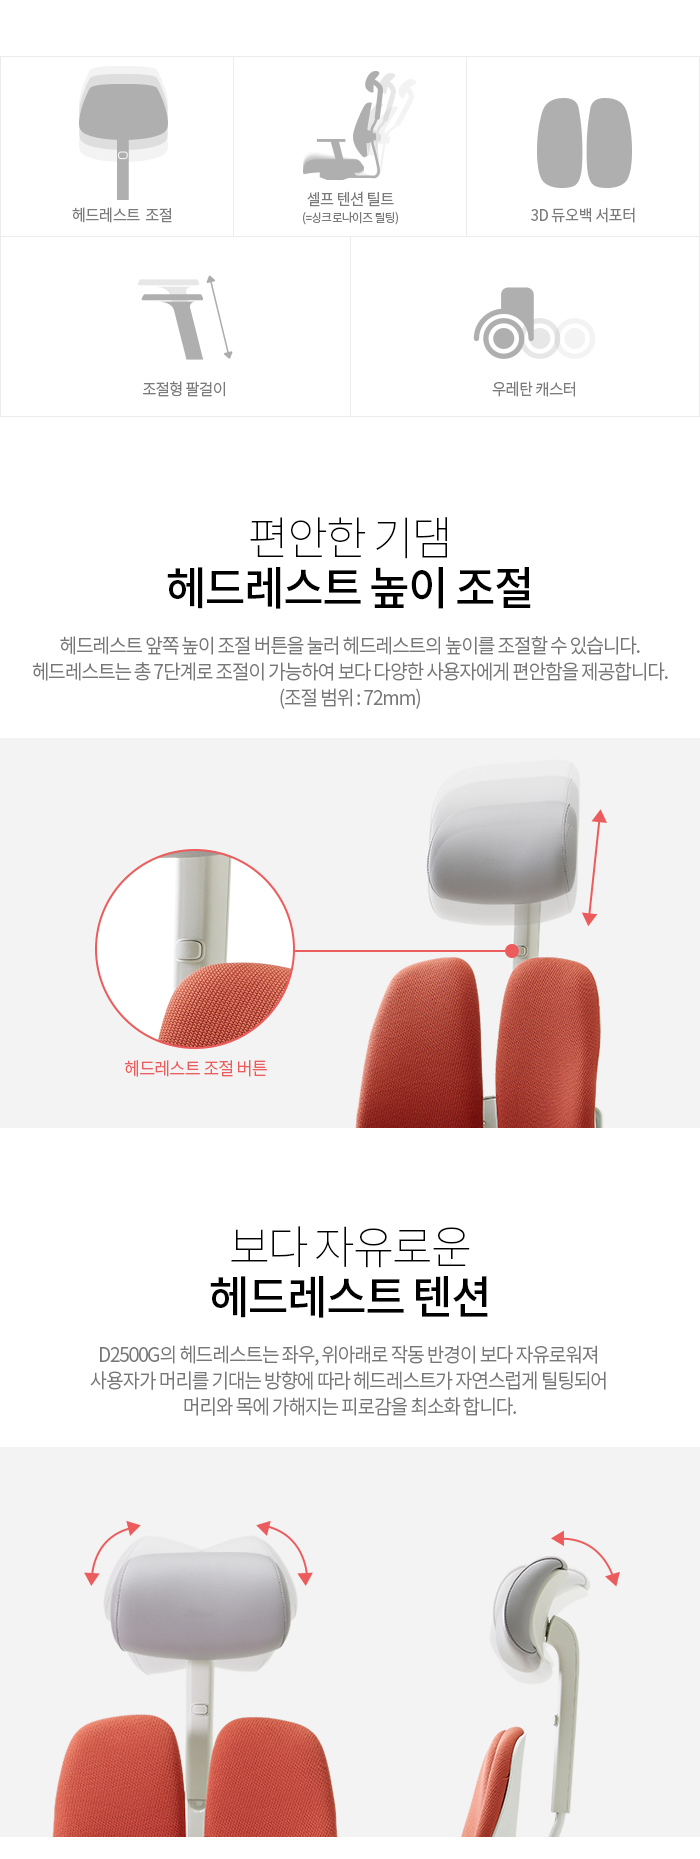 헤드레스트 조절
셀프 텐션 틸트
(=싱크로나이즈 틸팅)
3D 듀오백 서포터
조절형 팔걸이
우레탄 캐스터
편안한 기댐
헤드레스트 높이 조절
헤드레스트 앞쪽 높이 조절 버튼을 눌러 헤드레스트의 높이를 조절할 수 있습니다.
헤드레스트는 총 7단계로 조절이 가능하여 보다 다양한 사용자에게 편안함을 제공합니다.
(조절 범위 : 72mm)
헤드레스트 조절 버튼
보다 자유로운
헤드레스트 텐션
D2500G의 헤드레스트는 좌우, 위아래로 작동 반경이 보다 자유로워져
사용자가 머리를 기대는 방향에 따라 헤드레스트가 자연스럽게 틸팅되어
머리와 목에 가해지는 피로감을 최소화 합니다.